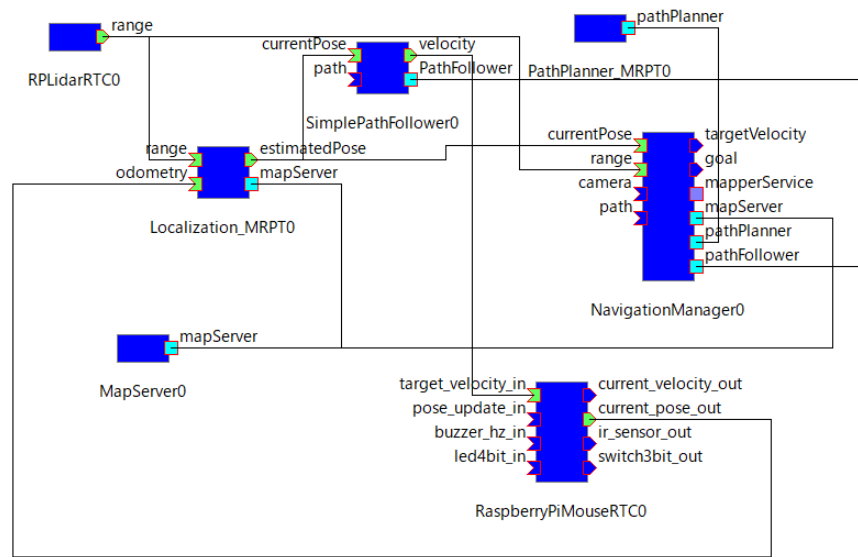 range
RPLidarRTC0
currentPose
velocity
path
PathFollower
SimplePathFollower0
pathPlanner
PathPlanner_MRPT0
range
estimatedPose
odometry
mapServer
Localization_MRPT0
currentPose
targetVelocity
range
goal
camera
mapperService
path
mapServer
pathPlanner
pathFollower
NavigationManager0
mapServer
MapServer0
target_velocity_in
current_velocity_out
pose_update_in
current_pose_out
buzzer_hz_in
ir_sensor_out
led4bit_in
switch3bit_out
RaspberryPiMouseRTC0